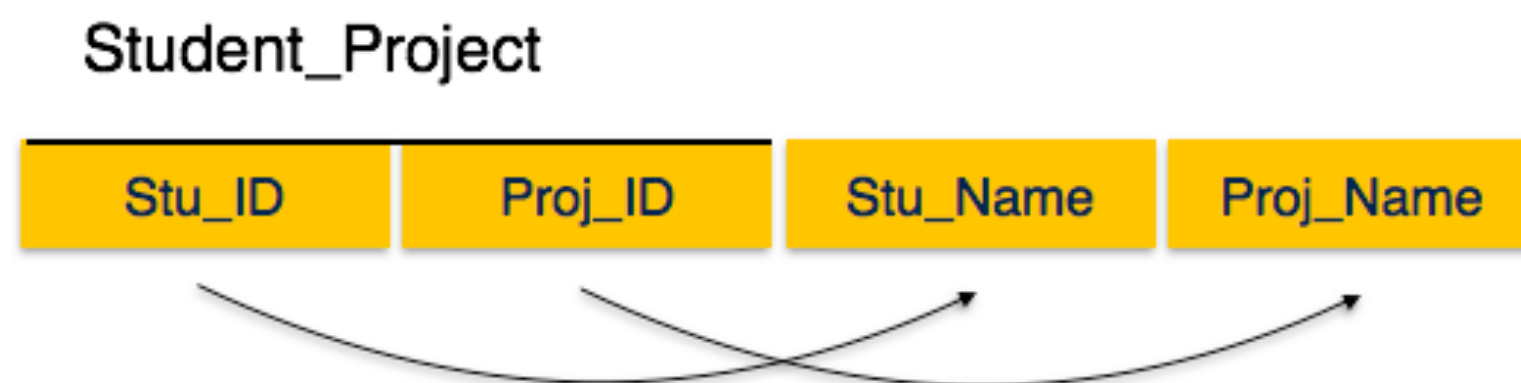 Student_Project
Stu_ID Proj_ID Stu_Name Proj_Name